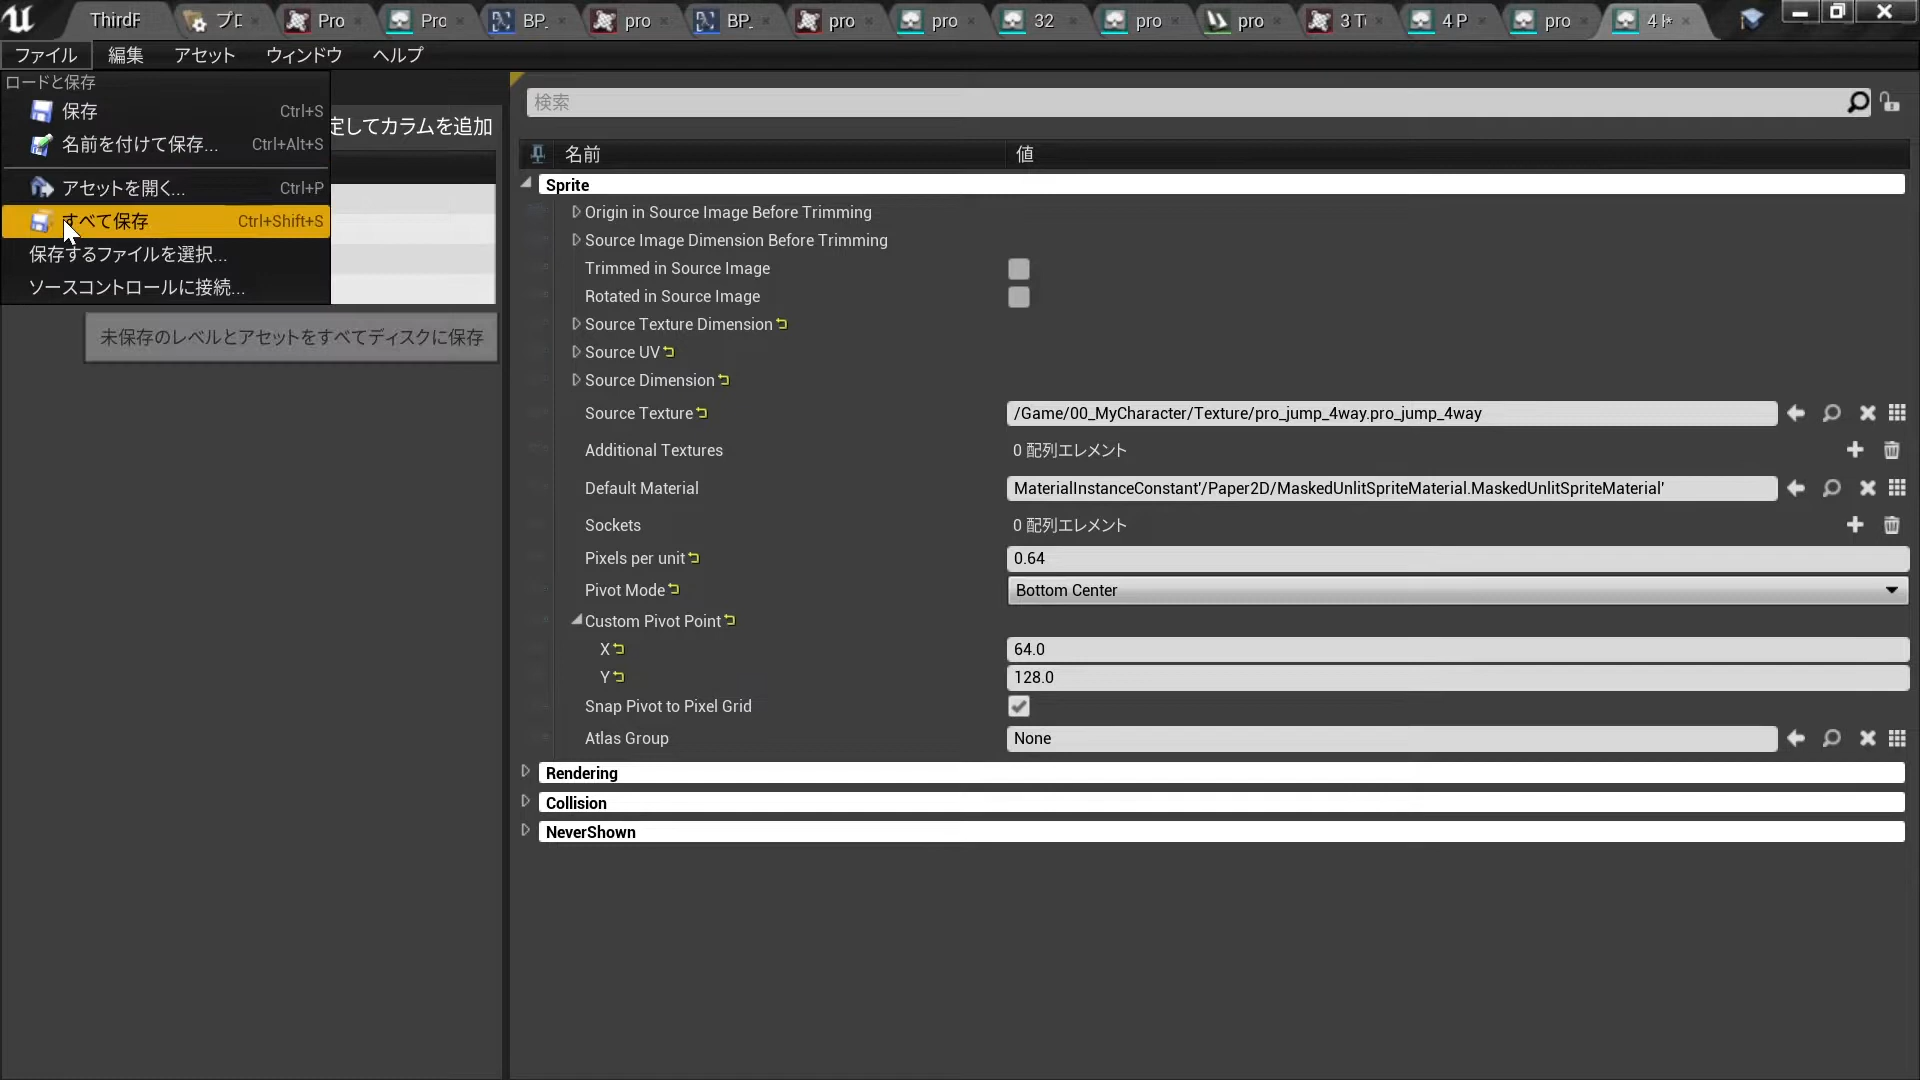 ThirdF
プロ
Pro
Pro
BP_
pro
BP_
pro
pro
32
pro
pro
4 P
pro
ファイル 編集 アセット ウィンドウ ヘルプ
ロードと保存
保存 Ctrl+S
名前を付けて保存... Ctrl+Alt+S
アセットを開く... Ctrl+P
すべて保存 Ctrl+Shift+S
保存するファイルを選択...
ソースコントロールに接続...
未保存のレベルとアセットをすべてディスクに保存
定してカラムを追加
検索
名前 値
Sprite
Origin in Source Image Before Trimming
Source Image Dimension Before Trimming
Trimmed in Source Image
Rotated in Source Image
Source Texture Dimension
Source UV
Source Dimension
Source Texture /Game/00_MyCharacter/Texture/pro_jump_4way.pro_jump_4way
Additional Textures 0 配列エレメント
Default Material MaterialInstanceConstant'/Paper2D/MaskedUnlitSpriteMaterial.MaskedUnlitSpriteMaterial'
Sockets 0 配列エレメント
Pixels per unit 0.64
Pivot Mode Bottom Center
Custom Pivot Point
X 64.0
Y 128.0
Snap Pivot to Pixel Grid
Atlas Group None
Rendering
Collision
NeverShown